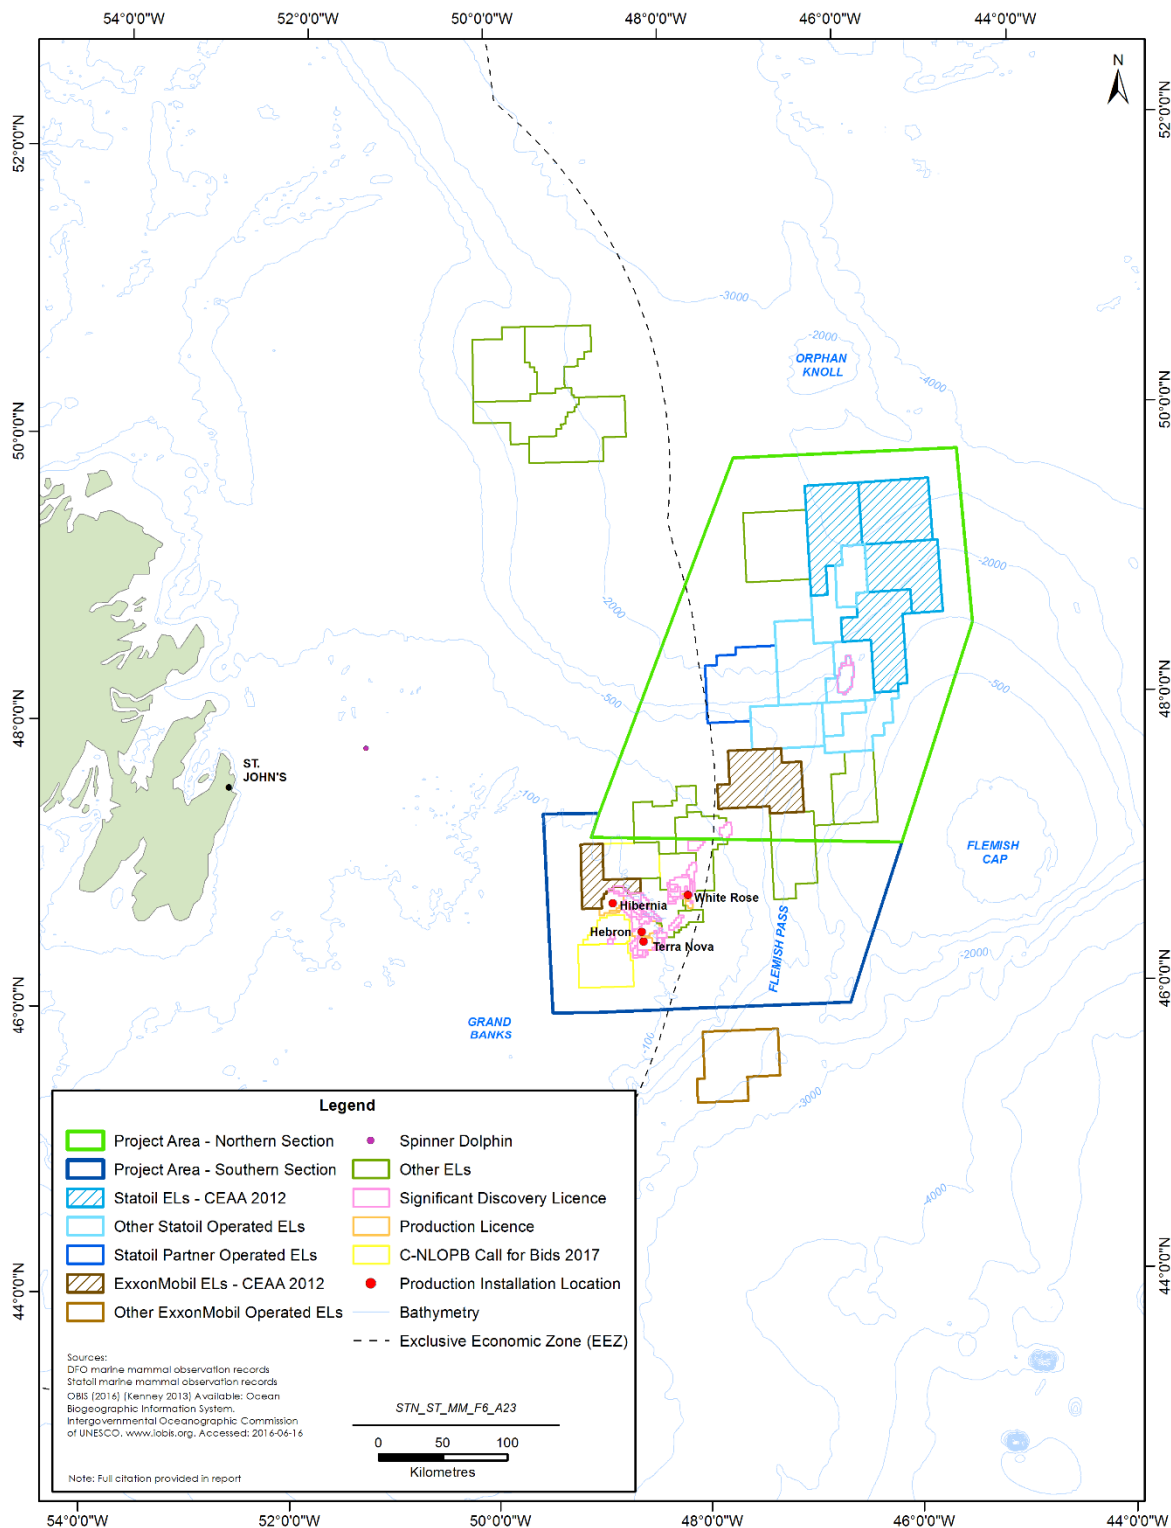 54°0'0"W 52°0'0"W 50°0'0"W 48°0'0"W 46°0'0"W 44°0'0"W
N
52°0'0"N
52°0'0"N
-3000
-2000
ORPHAN
KNOLL
-4000
50°0'0"N
50°0'0"N
-2000
-2000
-500
-500
48°0'0"N
48°0'0"N
ST.
JOHN'S
-100
FLEMISH
CAP
White Rose
Hibernia
Hebron
Terra Nova
FLEMISH PASS
-2000
46°0'0"N
46°0'0"N
GRAND
BANKS
-100
-3000
-4000
44°0'0"N
44°0'0"N
Legend
Project Area - Northern Section
Project Area - Southern Section
Statoil ELs - CEAA 2012
Other Statoil Operated ELs
Statoil Partner Operated ELs
ExxonMobil ELs - CEAA 2012
Other ExxonMobil Operated ELs
Spinner Dolphin
Other ELs
Significant Discovery Licence
Production Licence
C-NLOPB Call for Bids 2017
Production Installation Location
Bathymetry
Exclusive Economic Zone (EEZ)
Sources:
DFO marine mammal observation records
Statoil marine mammal observation records
OBIS (2016) (Kenney 2013) Available: Ocean
Biogeographic Information System.
Intergovernmental Oceanographic Commission
of UNESCO. www.iobis.org. Accessed: 2016-06-16
Note: Full citation provided in report
STN_ST_MM_F6_A23
0 50 100
Kilometres
54°0'0"W 52°0'0"W 50°0'0"W 48°0'0"W 46°0'0"W 44°0'0"W